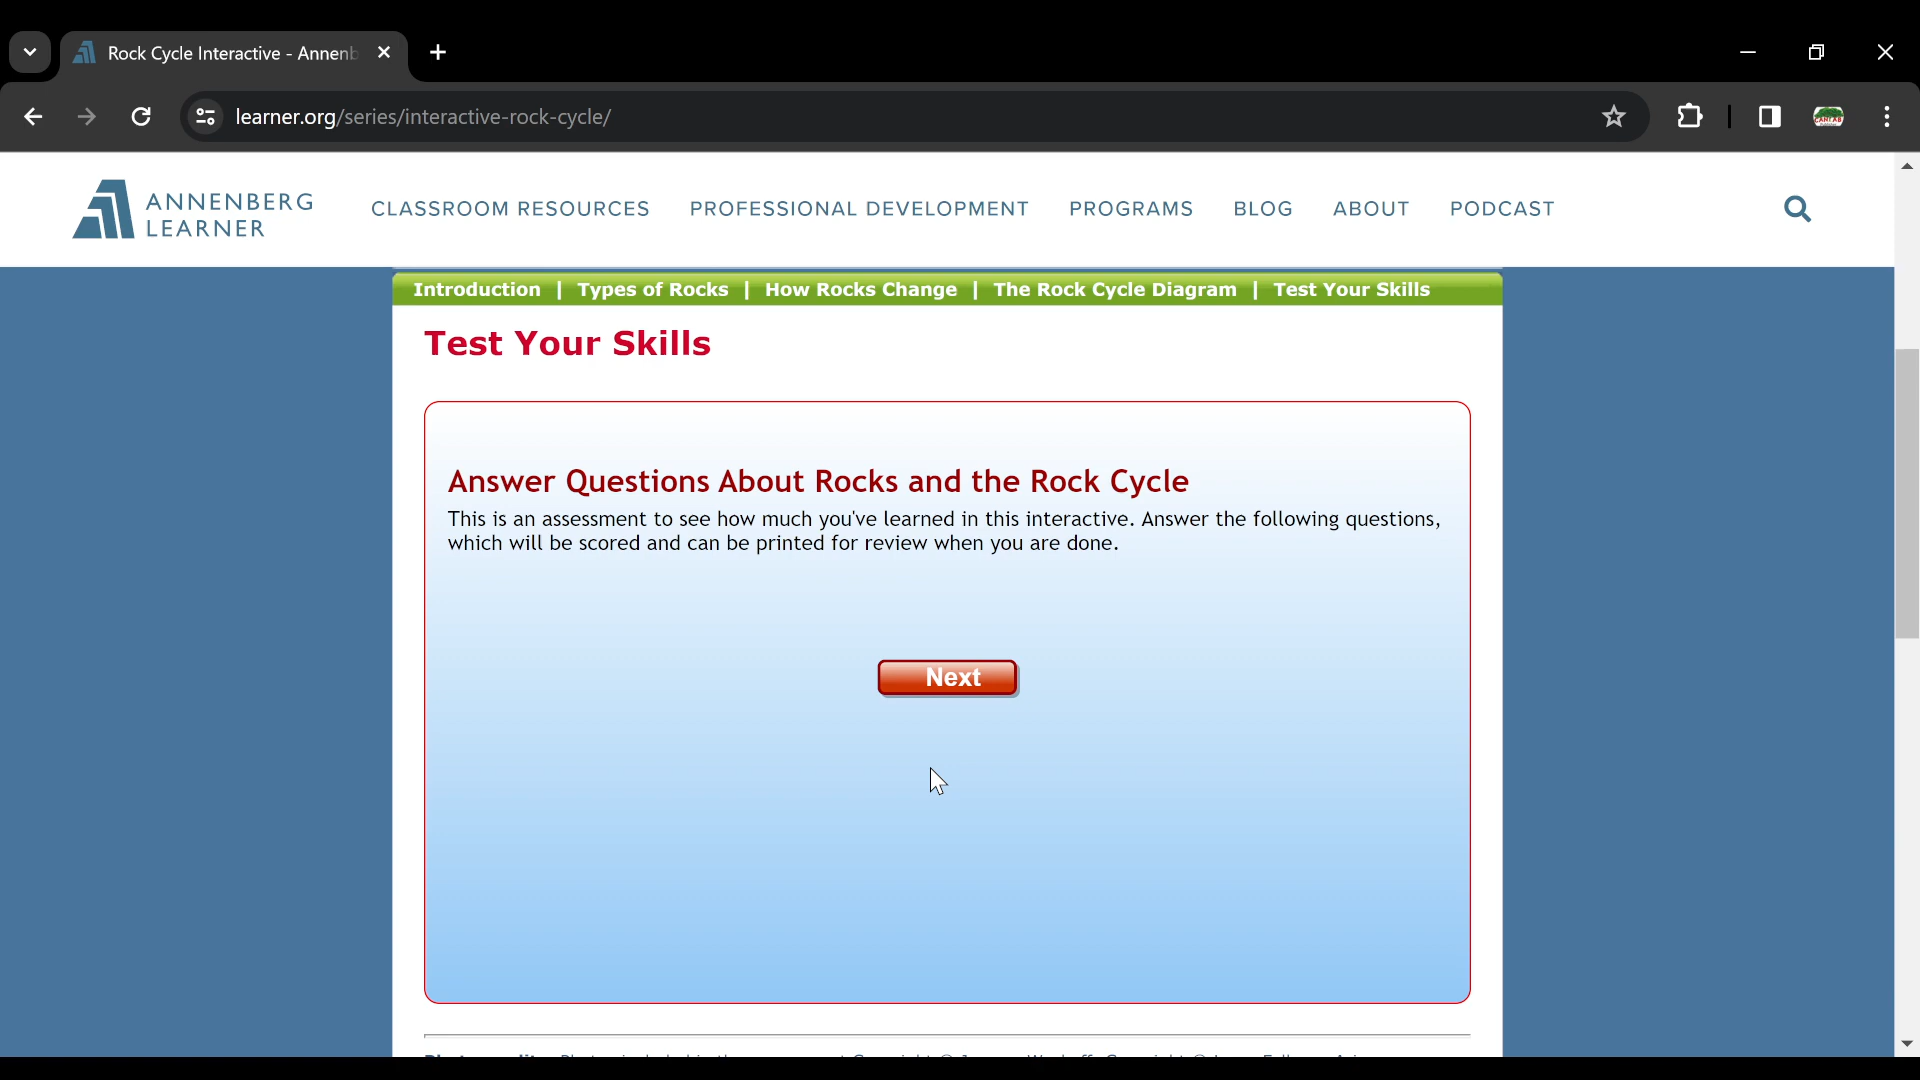 Rock Cycle Interactive - Annenb
learner.org/series/interactive-rock-cycle/
ANNENBERG LEARNER
CLASSROOM RESOURCES
PROFESSIONAL DEVELOPMENT
PROGRAMS
BLOG
ABOUT
PODCAST
Introduction | Types of Rocks | How Rocks Change | The Rock Cycle Diagram | Test Your Skills
Test Your Skills
Answer Questions About Rocks and the Rock Cycle
This is an assessment to see how much you've learned in this interactive. Answer the following questions,
which will be scored and can be printed for review when you are done.
Next